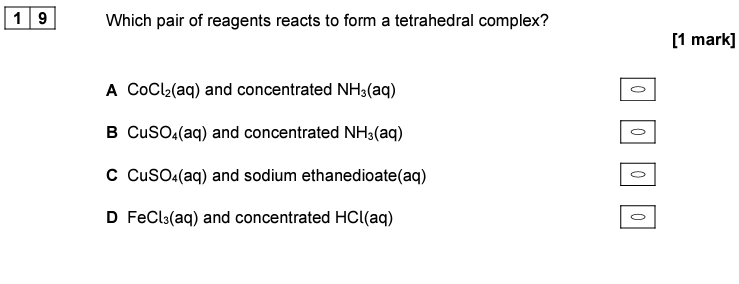 1 9 Which pair of reagents reacts to form a tetrahedral complex?
[1 mark]
A CoCl₂(aq) and concentrated NH₃(aq)
B CuSO₄(aq) and concentrated NH₃(aq)
C CuSO₄(aq) and sodium ethanedioate(aq)
D FeCl₃(aq) and concentrated HCl(aq)